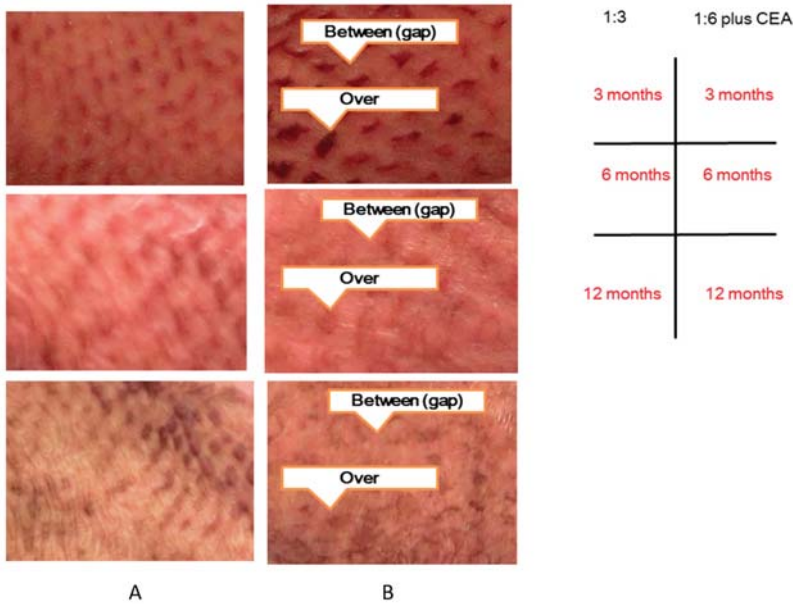 Between (gap)
Over
Between (gap)
Over
Between (gap)
Over
A B
1:3 1:6 plus CEA
3 months 3 months
6 months 6 months
12 months 12 months